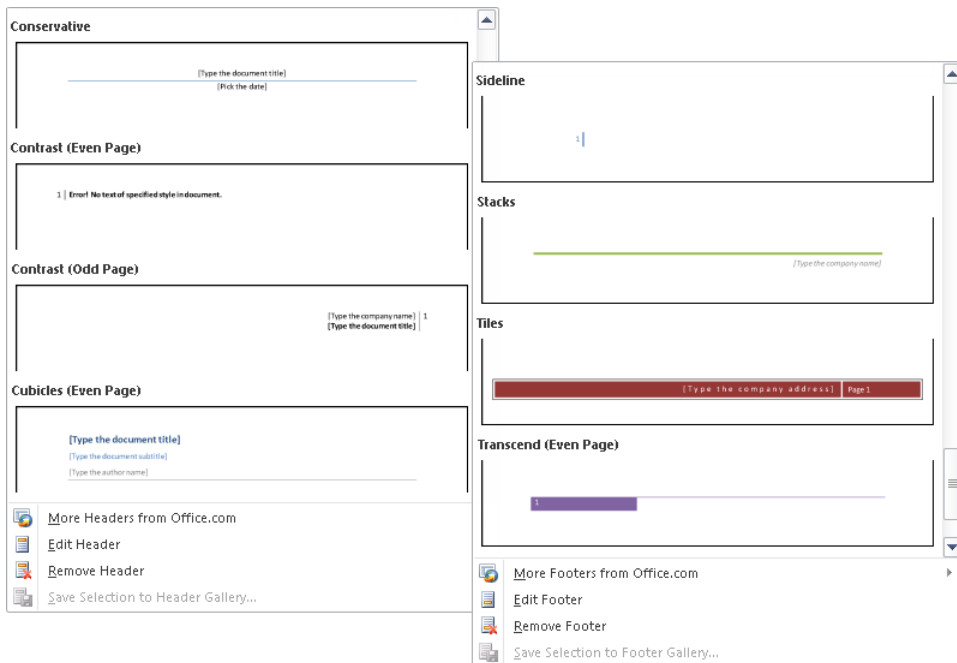 Conservative
[Type the document title]
[Pick the date]
Contrast (Even Page)
1 Error! No text of specified style in document.
Contrast (Odd Page)
[Type the company name] 1
[Type the document title]
Cubicles (Even Page)
[Type the document title]
[Type the document subtitle]
[Type the author name]
More Headers from Office.com
Edit Header
Remove Header
Save Selection to Header Gallery...
Sideline
1
Stacks
[Type the company name]
Tiles
[Type the company address] Page 1
Transcend (Even Page)
1
More Footers from Office.com
Edit Footer
Remove Footer
Save Selection to Footer Gallery...